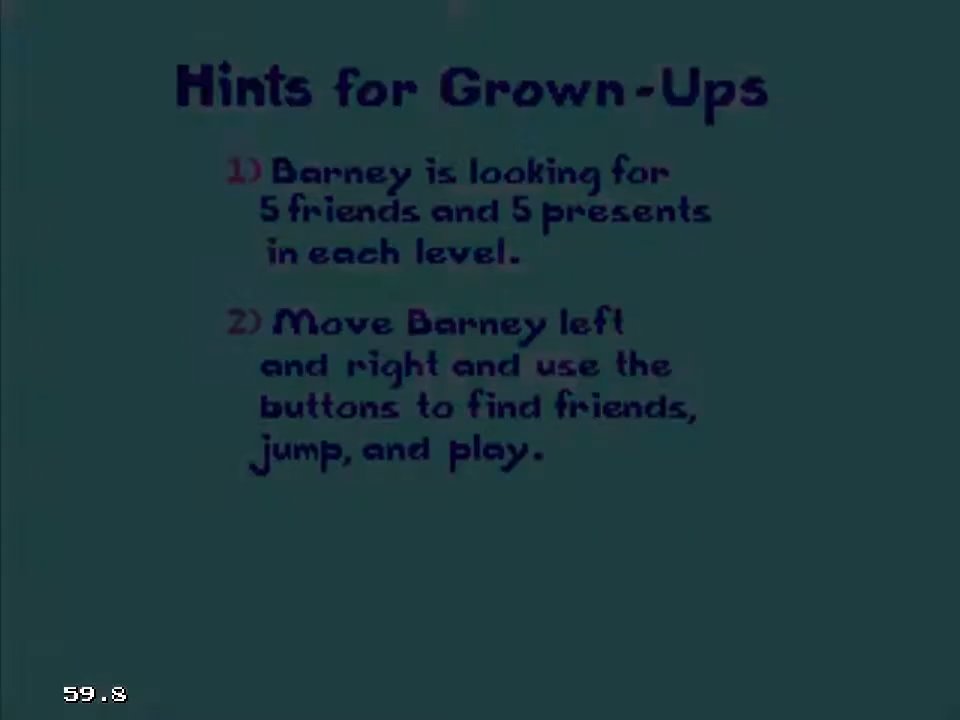 Hints for Grown-Ups
1) Barney is looking for
5 friends and 5 presents
in each level.
2) Move Barney left
and right and use the
buttons to find friends,
jump, and play.
59.8